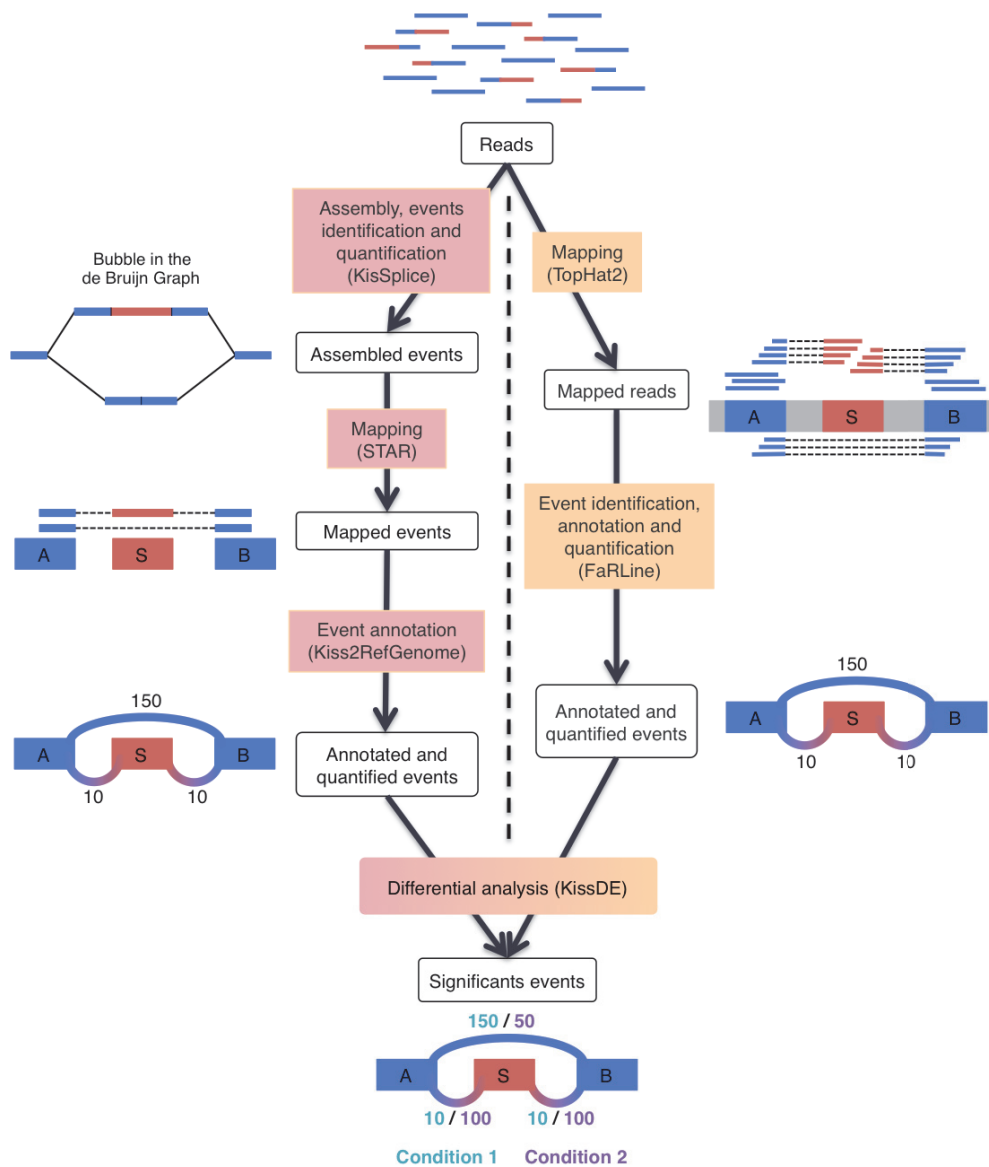 Reads
Assembly, events
identification and
quantification
(KisSplice)
Mapping
(TopHat2)
Bubble in the
de Bruijn Graph
Assembled events
Mapped reads
A
S
B
Mapping
(STAR)
Event identification,
annotation and
quantification
(FaRLine)
Mapped events
A
S
B
Event annotation
(Kiss2RefGenome)
150
A
S
B
10
10
Annotated and
quantified events
Annotated and
quantified events
150
A
S
B
10
10
Differential analysis (KissDE)
Significants events
150 / 50
A
S
B
10 / 100
10 / 100
Condition 1
Condition 2